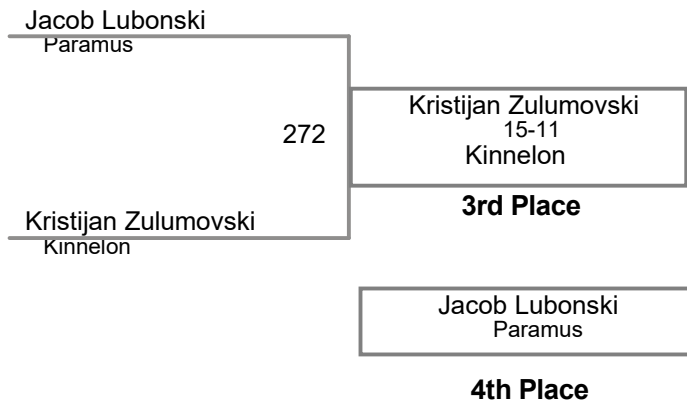 Jacob Lubonski
Paramus
272
Kristijan Zulumovski
15-11
Kinnelon
3rd Place
Kristijan Zulumovski
Kinnelon
Jacob Lubonski
Paramus
4th Place